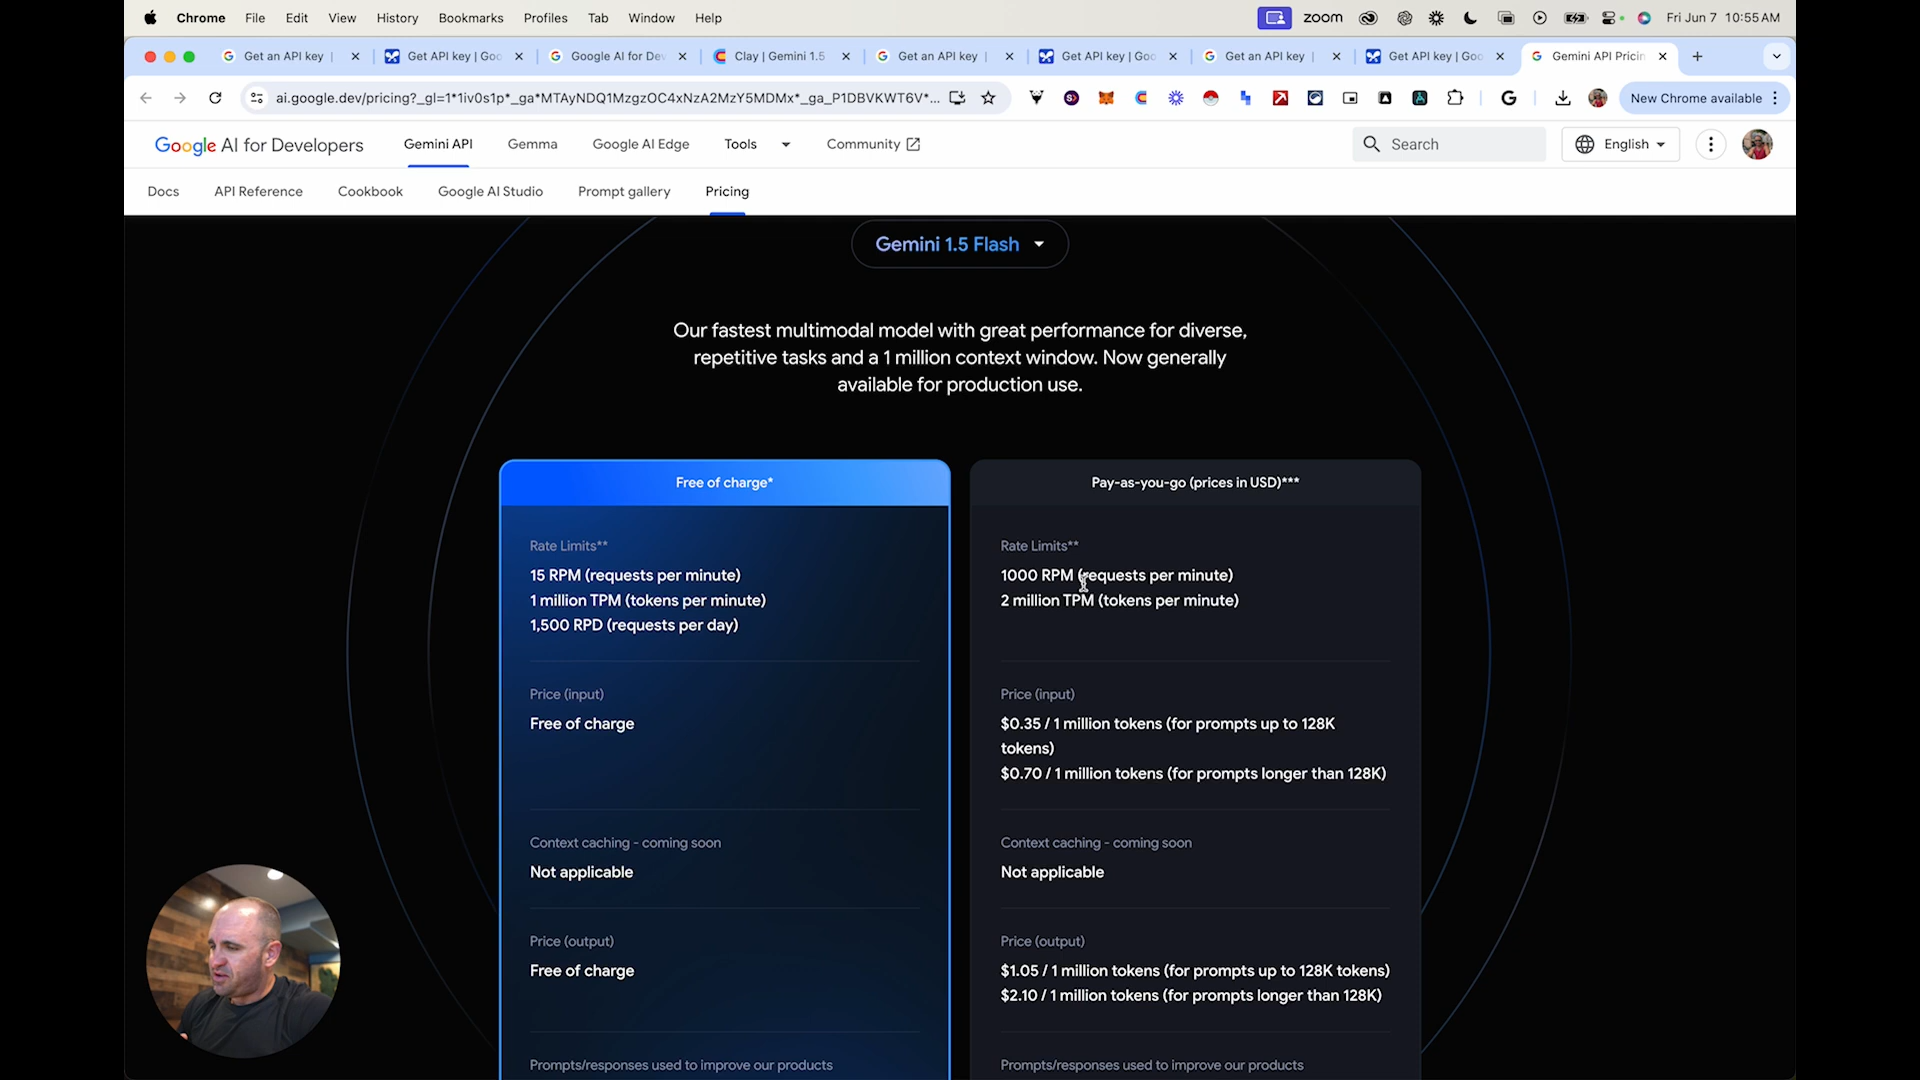 Chrome File Edit View History Bookmarks Profiles Tab Window Help zoom Fri Jun 7 10:55 AM
Get an API key | Get API key | Goo Google AI for Dev Clay | Gemini 1.5 Get an API key | Get API key | Goo Get an API key | Get API key | Goo Gemini API Pricin
ai.google.dev/pricing?_gl=1*1iv0s1p*_ga*MTAyNDQ1MzgzOC4xNzA2MzY5MDMx*_ga_P1DBVKWT6V*... New Chrome available
Google AI for Developers Gemini API Gemma Google AI Edge Tools Community Search English
Docs API Reference Cookbook Google AI Studio Prompt gallery Pricing
Gemini 1.5 Flash
Our fastest multimodal model with great performance for diverse,
repetitive tasks and a 1 million context window. Now generally
available for production use.
Free of charge*
Rate Limits**
15 RPM (requests per minute)
1 million TPM (tokens per minute)
1,500 RPD (requests per day)
Price (input)
Free of charge
Context caching - coming soon
Not applicable
Price (output)
Free of charge
Prompts/responses used to improve our products
Pay-as-you-go (prices in USD)***
Rate Limits**
1000 RPM (requests per minute)
2 million TPM (tokens per minute)
Price (input)
$0.35 / 1 million tokens (for prompts up to 128K
tokens)
$0.70 / 1 million tokens (for prompts longer than 128K)
Context caching - coming soon
Not applicable
Price (output)
$1.05 / 1 million tokens (for prompts up to 128K tokens)
$2.10 / 1 million tokens (for prompts longer than 128K)
Prompts/responses used to improve our products